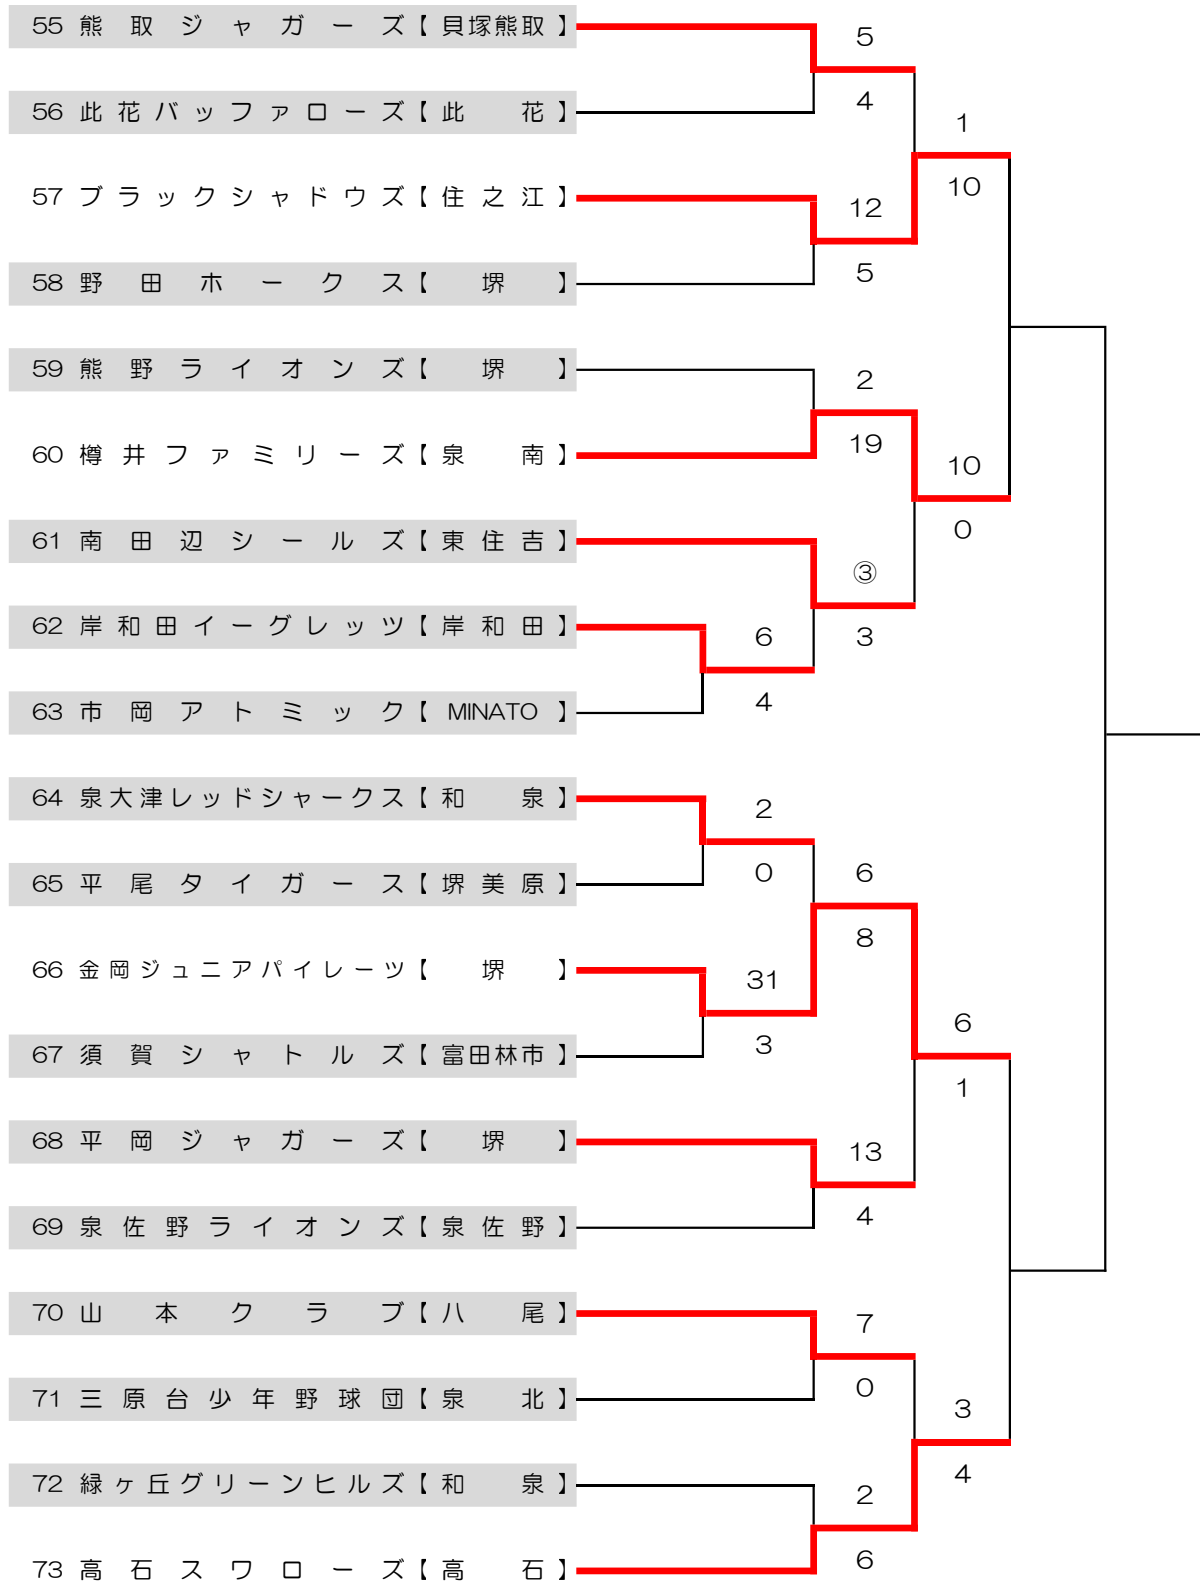 55 熊取ジャガーズ【貝塚熊取】
5
4
56 此花バッファローズ【此花】
1
10
57 ブラックシャドウズ【住之江】
12
5
58 野田ホークス【堺】
59 熊野ライオンズ【堺】
2
19
60 樽井ファミリーズ【泉南】
10
0
61 南田辺シールズ【東住吉】
③
3
62 岸和田イーグレッツ【岸和田】
6
4
63 市岡アトミック【MINATO】
64 泉大津レッドシャークス【和泉】
2
0
65 平尾タイガース【堺美原】
6
8
66 金岡ジュニアパイレーツ【堺】
31
3
67 須賀シャトルズ【富田林市】
6
1
68 平岡ジャガーズ【堺】
13
4
69 泉佐野ライオンズ【泉佐野】
70 山本クラブ【八尾】
7
0
71 三原台少年野球団【泉北】
3
4
72 緑ヶ丘グリーンヒルズ【和泉】
2
6
73 高石スワローズ【高石】